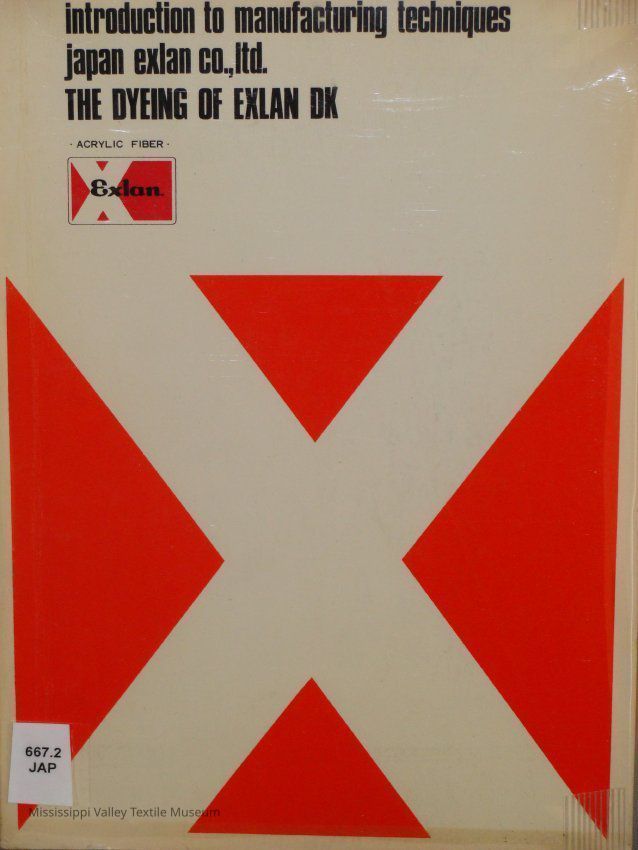 introduction to manufacturing techniques
japan exlan co.,ltd.
THE DYEING OF EXLAN DK
· ACRYLIC FIBER ·
Exlan
667.2
JAP
Mississippi Valley Textile Museum